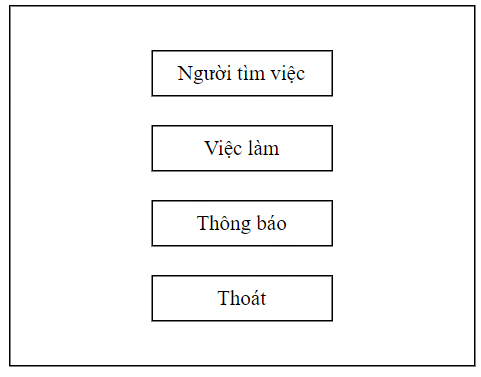 Người tìm việc
Việc làm
Thông báo
Thoát